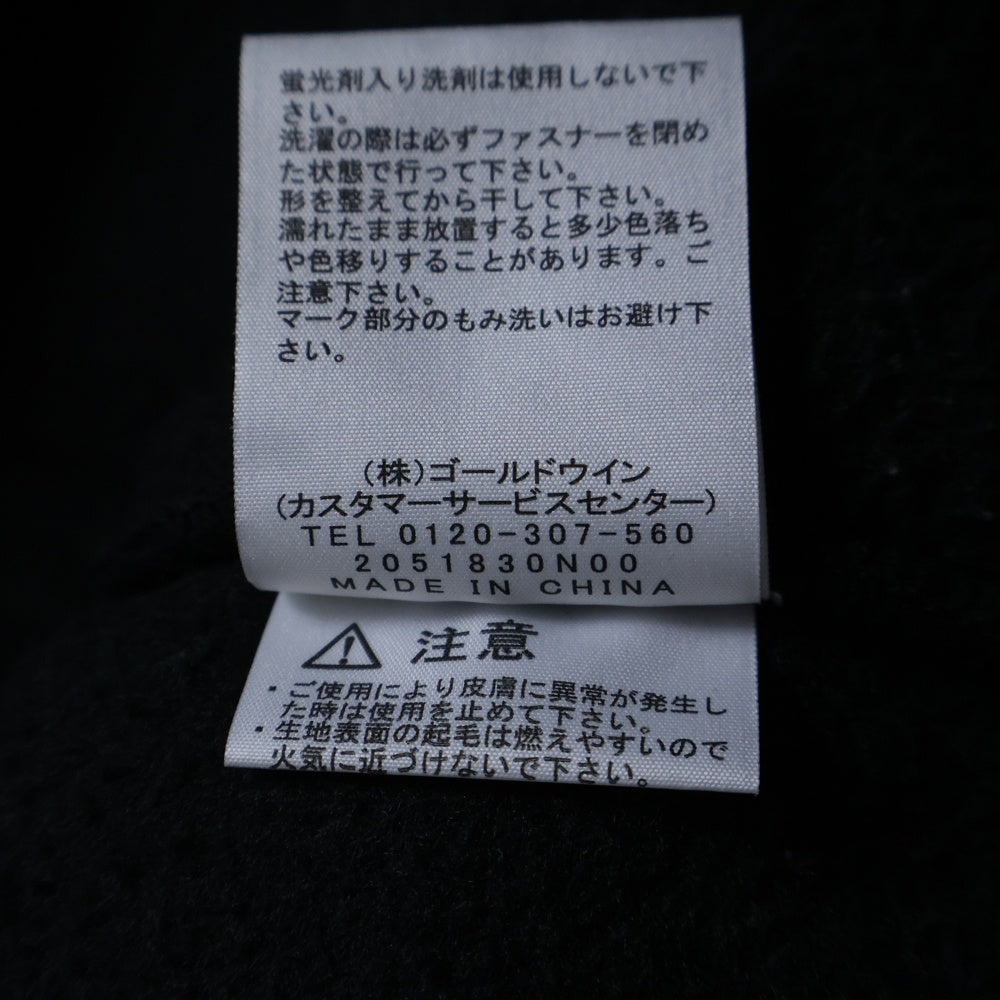 蛍光剤入り洗剤は使用しないで下
さい。
洗濯の際は必ずファスナーを閉め
た状態で行って下さい。
形を整えてから干して下さい。
濡れたまま放置すると多少色落ち
や色移りすることがあります。ご
注意下さい。
マーク部分のもみ洗いはお避け下
さい。
(株)ゴールドウイン
(カスタマーサービスセンター)
TEL 0120-307-560
2051830N00
MADE IN CHINA
注意
・ご使用により皮膚に異常が発生し
た時は使用を止めて下さい。
・生地表面の起毛は燃えやすいので
火気に近づけないで下さい。